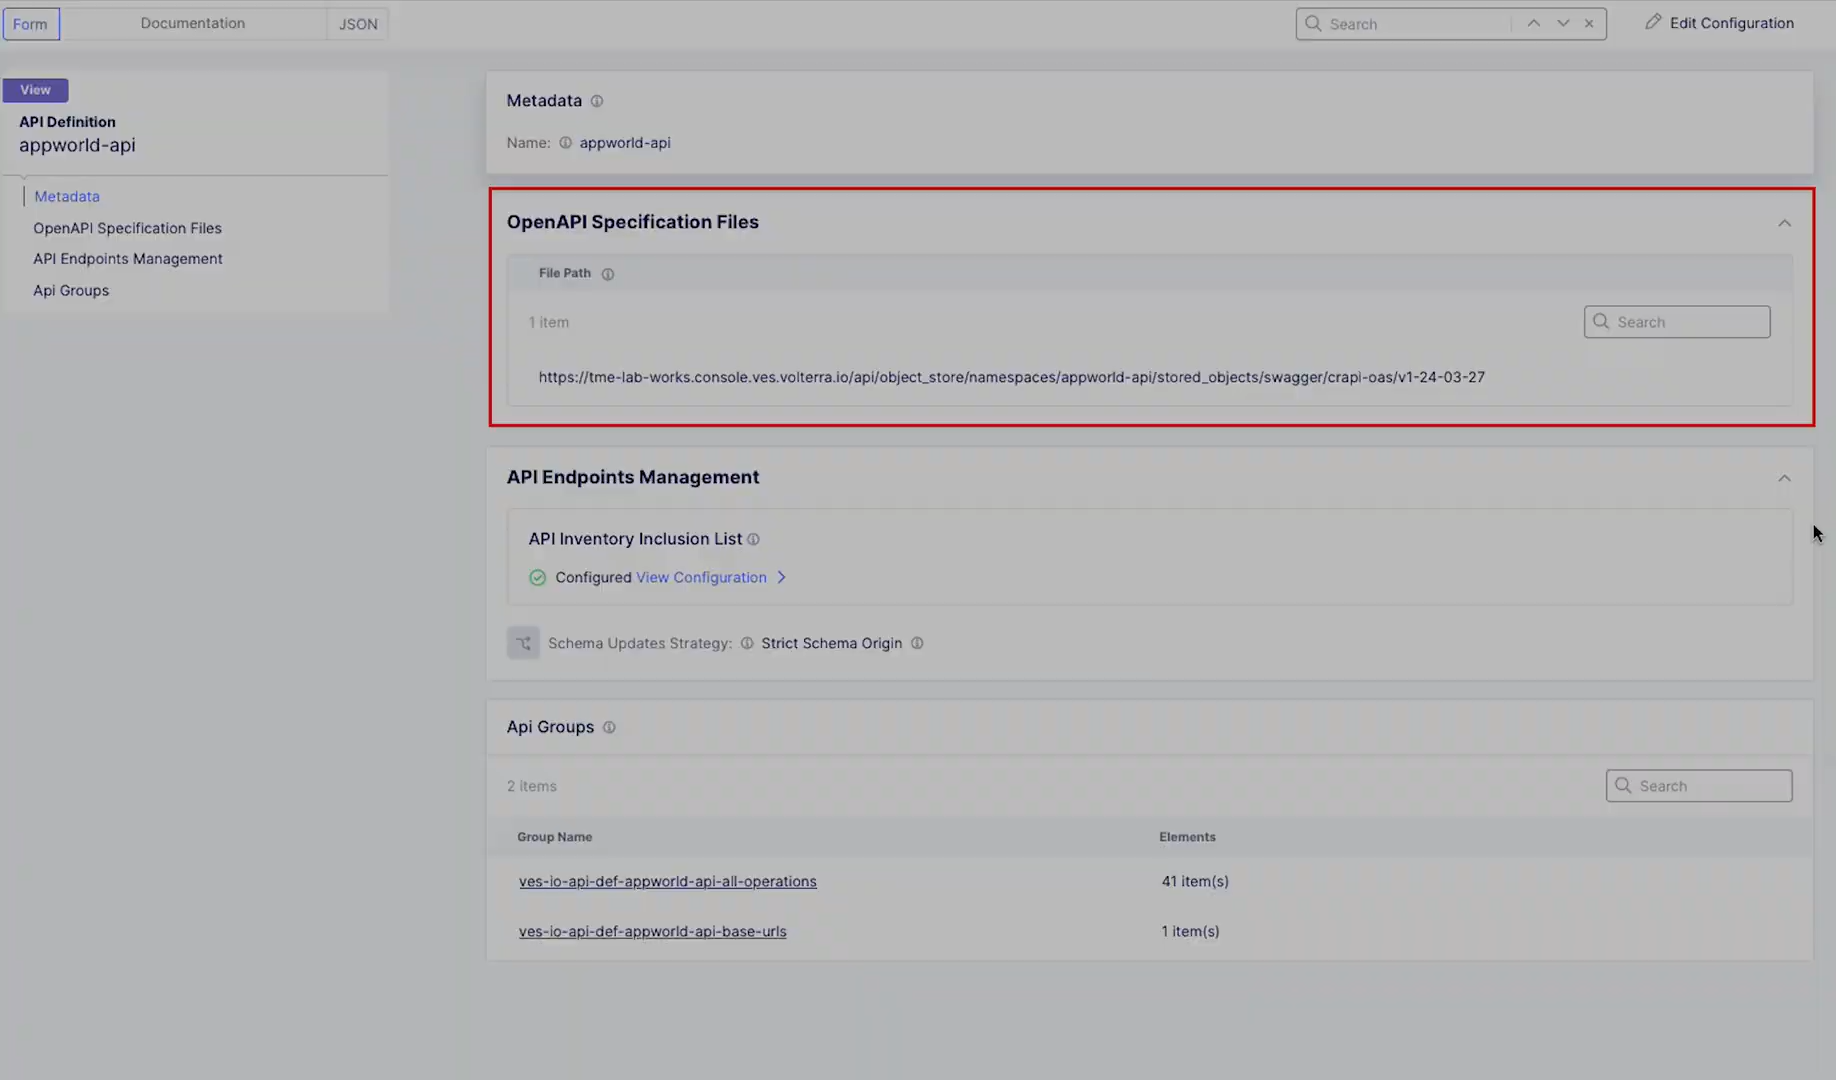 Form Documentation JSON Search Edit Configuration
View
API Definition
appworld-api
Metadata
OpenAPI Specification Files
API Endpoints Management
Api Groups
Metadata
Name: appworld-api
OpenAPI Specification Files
File Path
1 item Search
https://tme-lab-works.console.ves.volterra.io/api/object_store/namespaces/appworld-api/stored_objects/swagger/crapi-oas/v1-24-03-27
API Endpoints Management
API Inventory Inclusion List
Configured View Configuration
Schema Updates Strategy: Strict Schema Origin
Api Groups
2 items Search
Group Name Elements
ves-io-api-def-appworld-api-all-operations 41 item(s)
ves-io-api-def-appworld-api-base-urls 1 item(s)